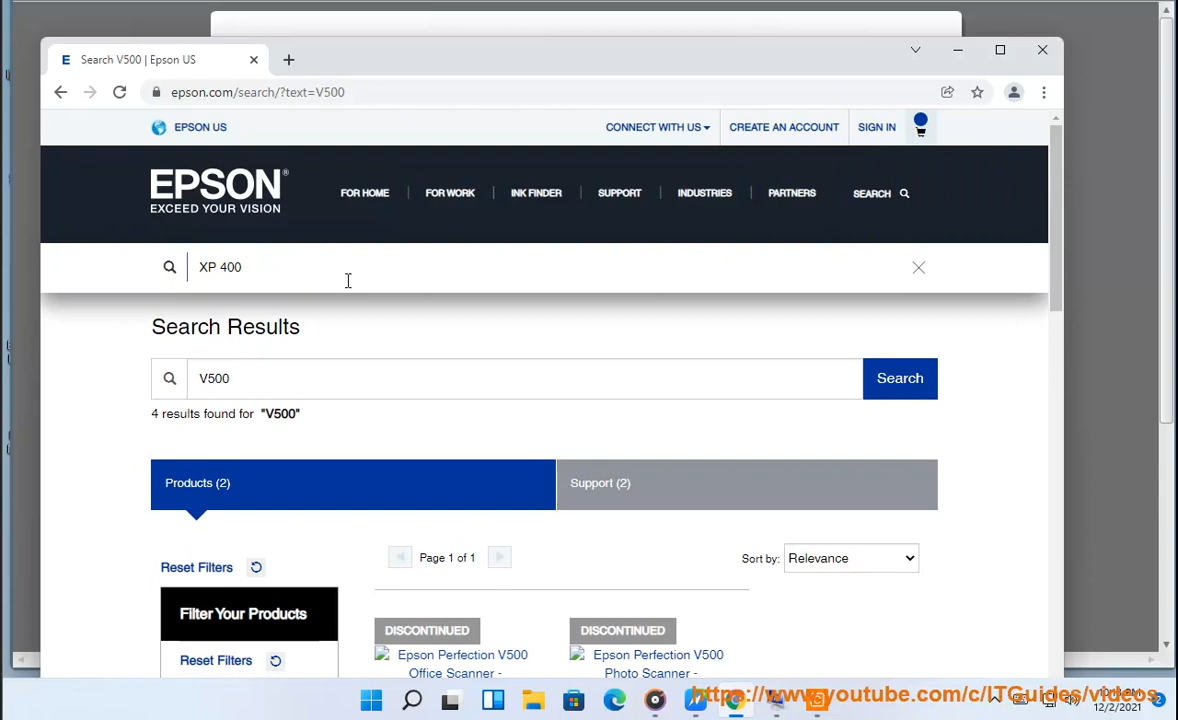 Search V500 | Epson US
epson.com/search/?text=V500
EPSON US
CONNECT WITH US
CREATE AN ACCOUNT
SIGN IN
EPSON®
EXCEED YOUR VISION
FOR HOME
FOR WORK
INK FINDER
SUPPORT
INDUSTRIES
PARTNERS
SEARCH
XP 400
Search Results
V500
Search
4 results found for "V500"
Products (2)
Support (2)
Reset Filters
Page 1 of 1
Sort by:
Relevance
Filter Your Products
Reset Filters
DISCONTINUED
Epson Perfection V500
Office Scanner -
DISCONTINUED
Epson Perfection V500
Photo Scanner -
https://www.youtube.com/c/ITGuides/videos
12/2/2021
2